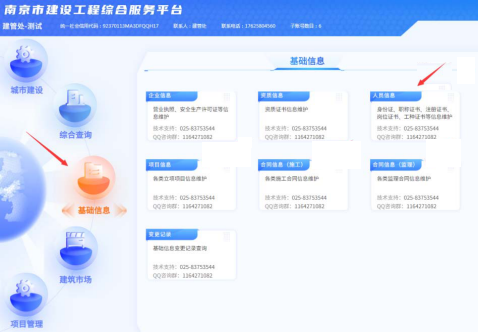 南京市建设工程综合服务平台
建管处-测试 统一社会信用代码：92370113MA3DFQQH17 联系人：建管处 联系电话：17625864560 子账号数目：6
城市建设
综合查询
基础信息
建筑市场
项目管理
基础信息
企业信息
营业执照、安全生产许可证等信息维护
技术支持：025-83753544
QQ咨询群：1164271082
资质信息
资质证书信息维护
技术支持：025-83753544
QQ咨询群：1164271082
人员信息
身份证、职称证书、注册证书、
岗位证书、工种证书等信息维护
技术支持：025-83753544
QQ咨询群：1164271082
项目信息
各类立项项目信息维护
技术支持：025-83753544
QQ咨询群：1164271082
合同信息（施工）
各类施工合同信息维护
技术支持：025-83753544
QQ咨询群：1164271082
合同信息（监理）
各类监理合同信息维护
技术支持：025-83753544
QQ咨询群：1164271082
变更记录
基础信息变更记录查询
技术支持：025-83753544
QQ咨询群：1164271082